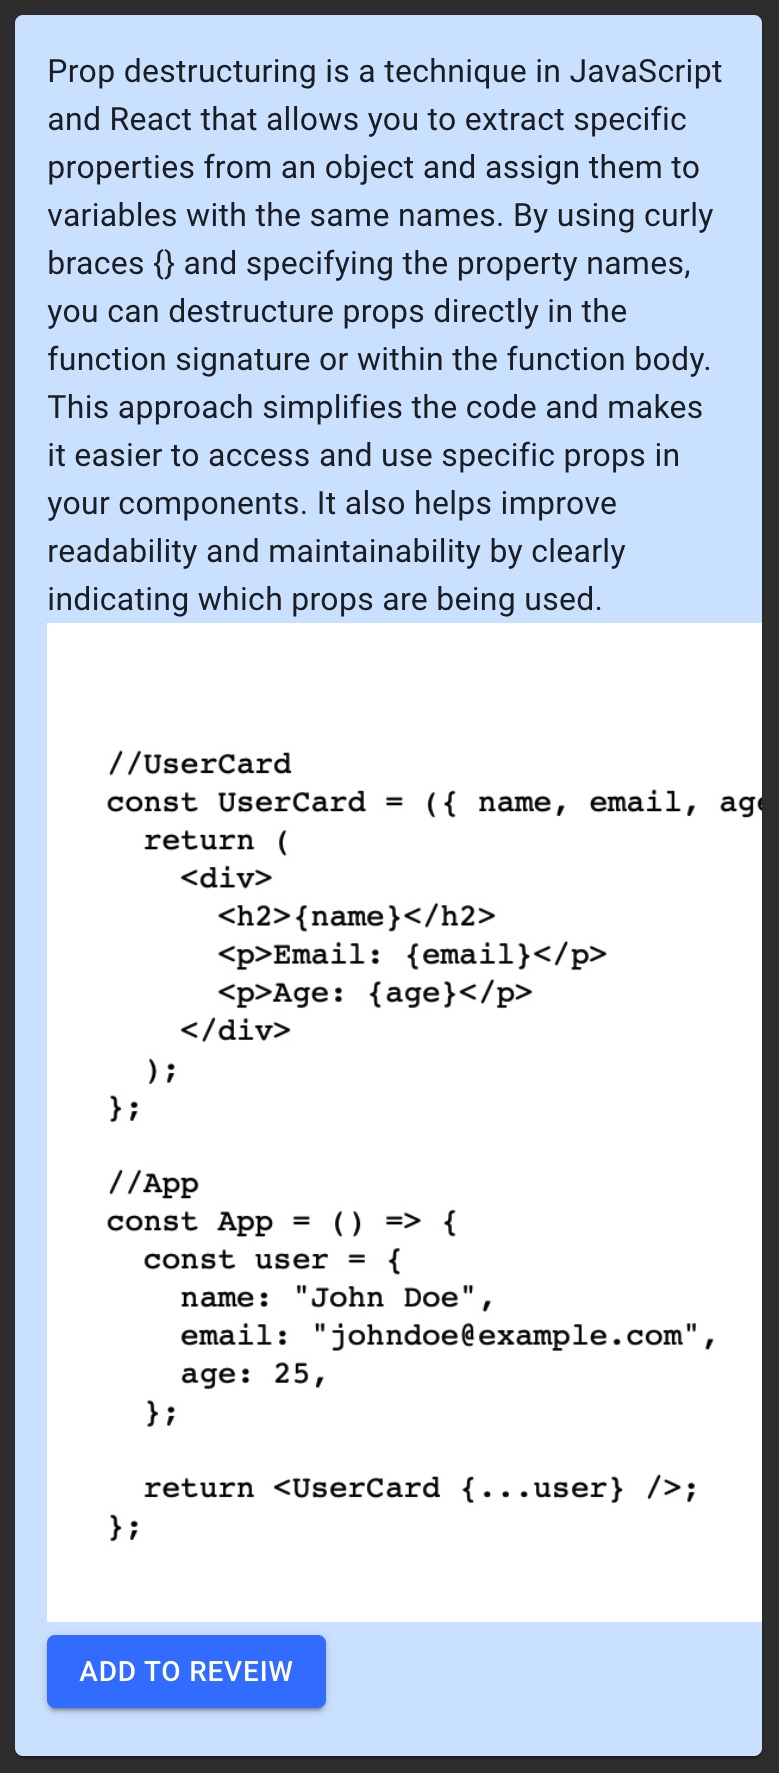 Prop destructuring is a technique in JavaScript
and React that allows you to extract specific
properties from an object and assign them to
variables with the same names. By using curly
braces {} and specifying the property names,
you can destructure props directly in the
function signature or within the function body.
This approach simplifies the code and makes
it easier to access and use specific props in
your components. It also helps improve
readability and maintainability by clearly
indicating which props are being used.
//UserCard
const UserCard = ({ name, email, age
  return (
    <div>
      <h2>{name}</h2>
      <p>Email: {email}</p>
      <p>Age: {age}</p>
    </div>
  );
};
//App
const App = () => {
  const user = {
    name: "John Doe",
    email: "johndoe@example.com",
    age: 25,
  };
  return <UserCard {...user} />;
};
ADD TO REVEIW